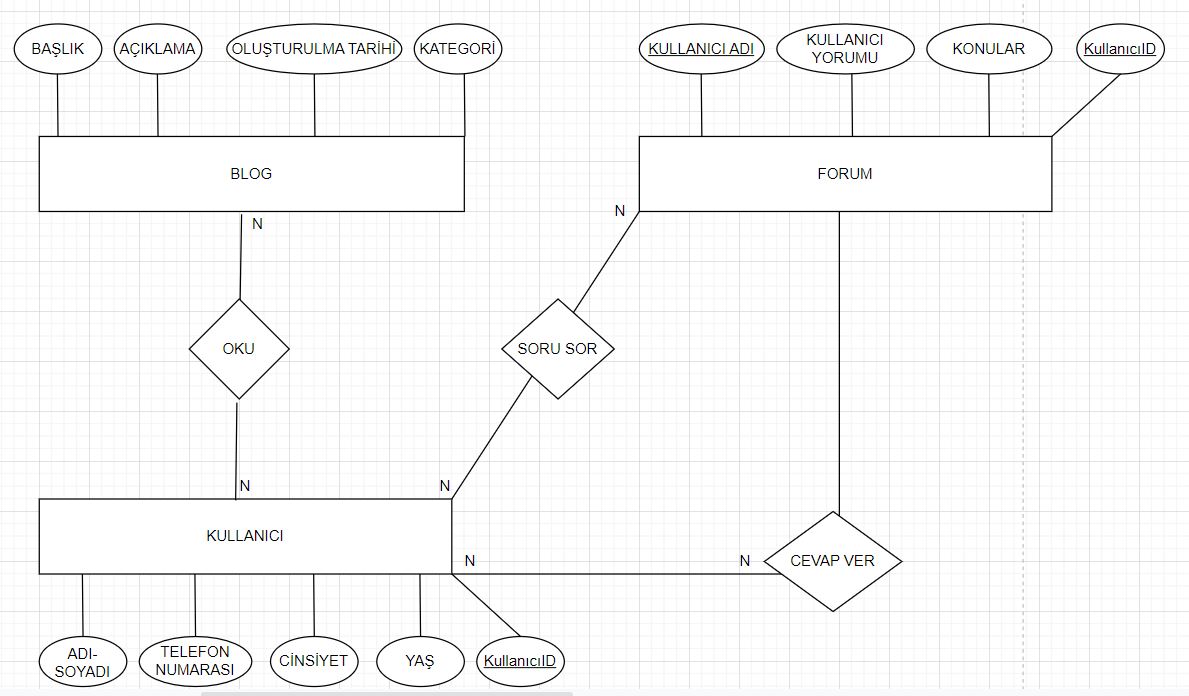 BAŞLIK
AÇIKLAMA
OLUŞTURULMA TARİHİ
KATEGORİ
KULLANICI ADI
KULLANICI
YORUMU
KONULAR
KullanıcıID
BLOG
FORUM
N
N
OKU
SORU SOR
N
N
KULLANICI
N
N
CEVAP VER
ADI-
SOYADI
TELEFON
NUMARASI
CİNSİYET
YAŞ
KullanıcıID